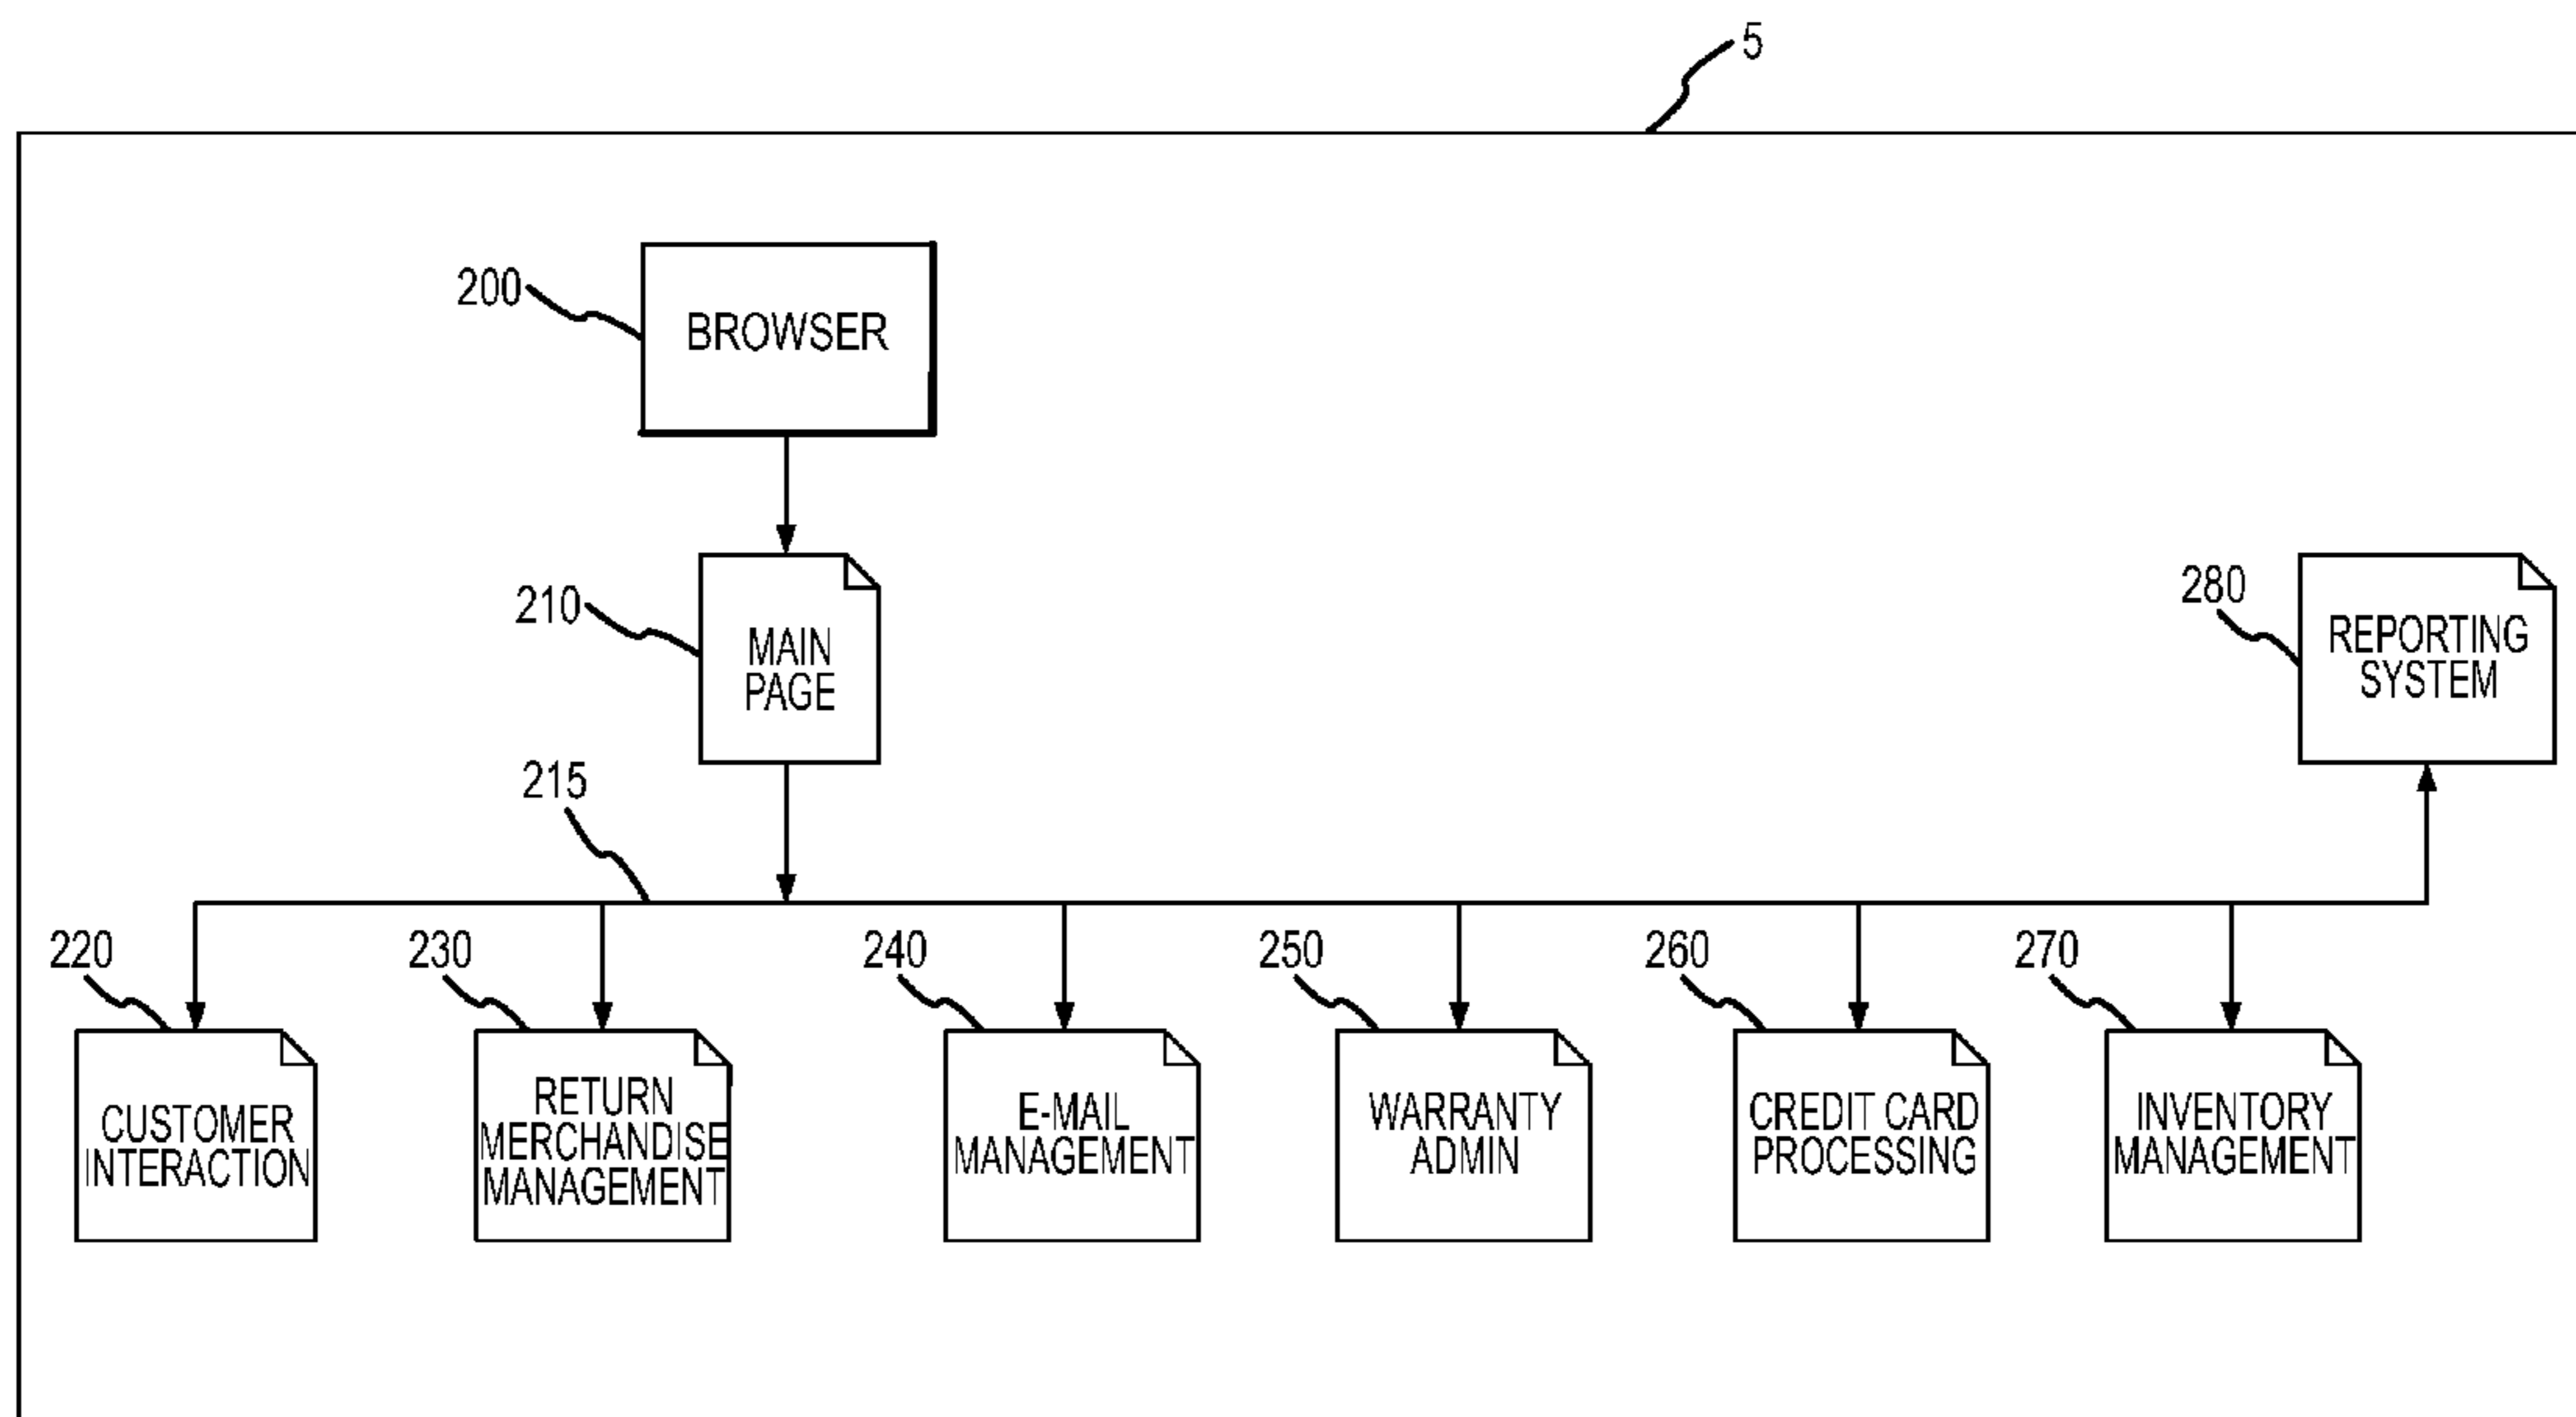 5
200
BROWSER
210
MAIN
PAGE
280
REPORTING
SYSTEM
215
220
230
240
250
260
270
CUSTOMER
INTERACTION
RETURN
MERCHANDISE
MANAGEMENT
E-MAIL
MANAGEMENT
WARRANTY
ADMIN
CREDIT CARD
PROCESSING
INVENTORY
MANAGEMENT